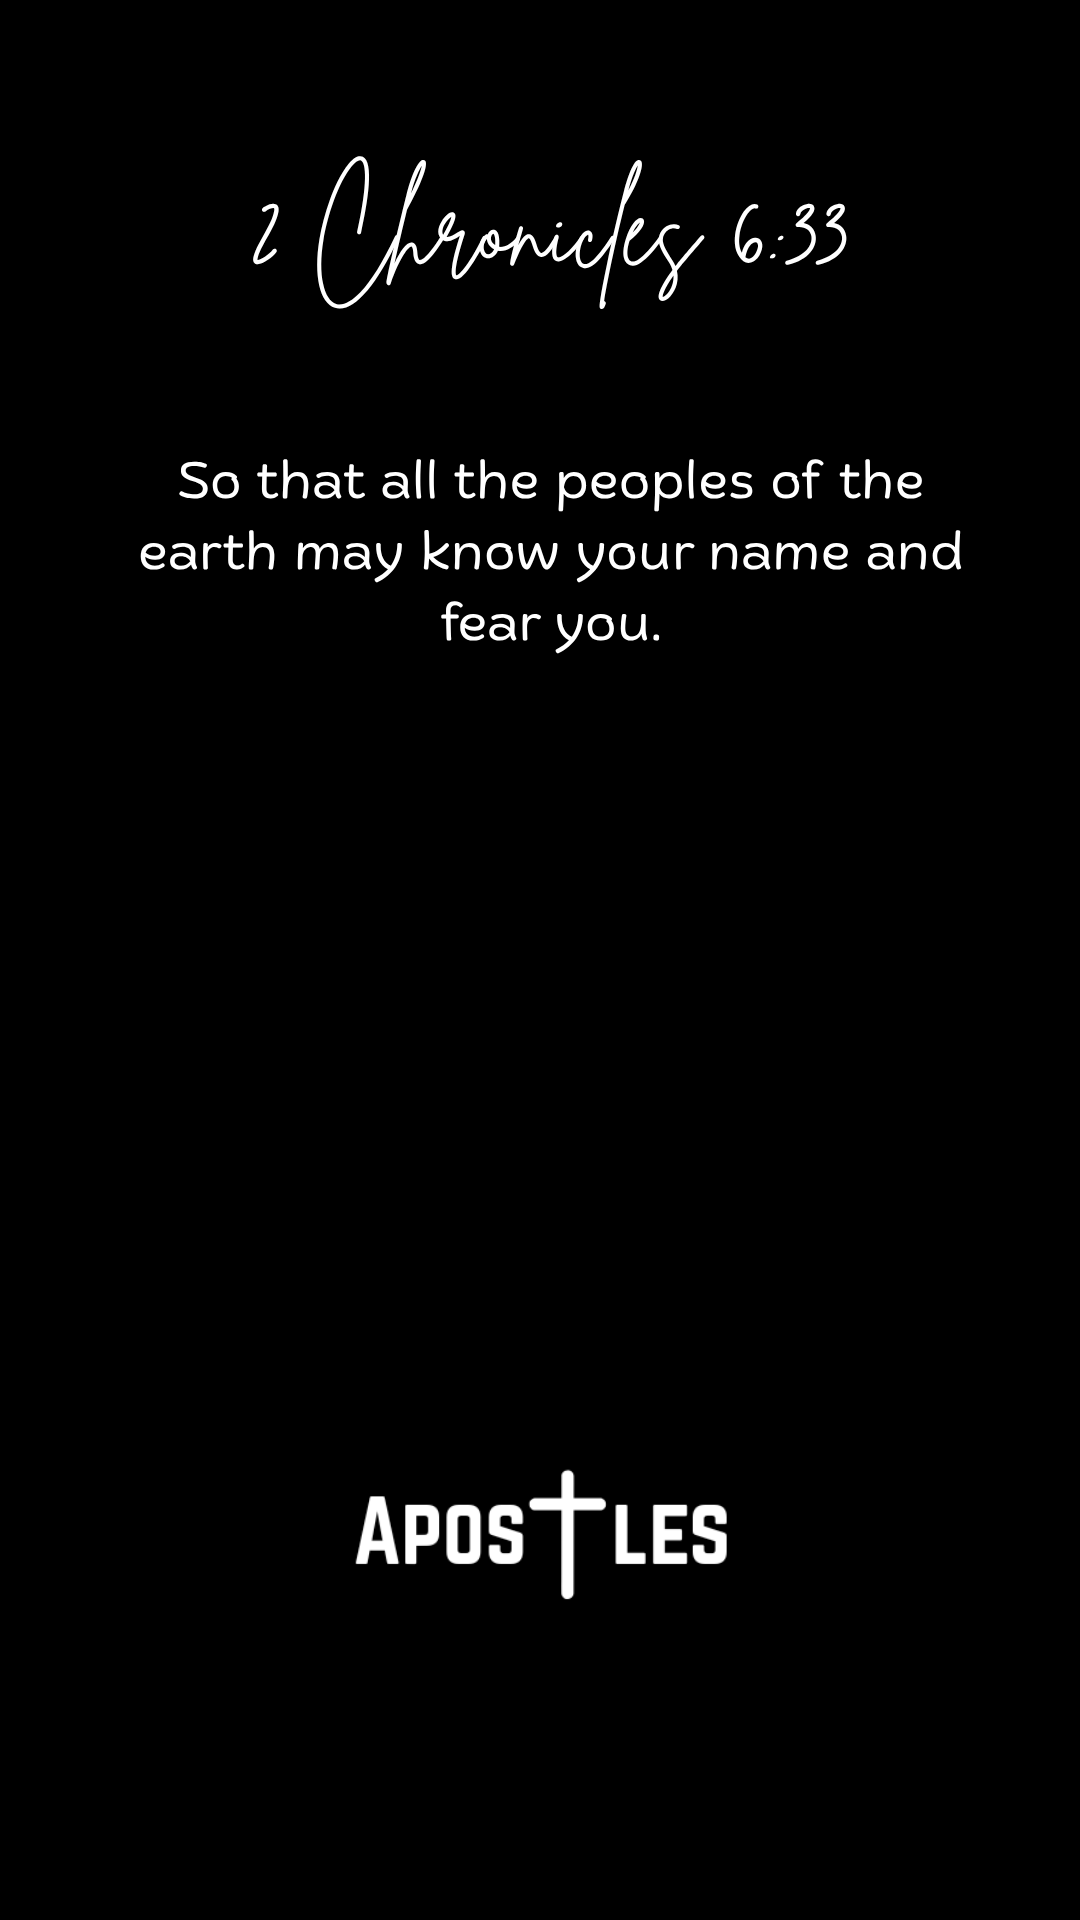 2 Chronicles 6:33
So that all the peoples of the
earth may know your name and
fear you.
Apostles